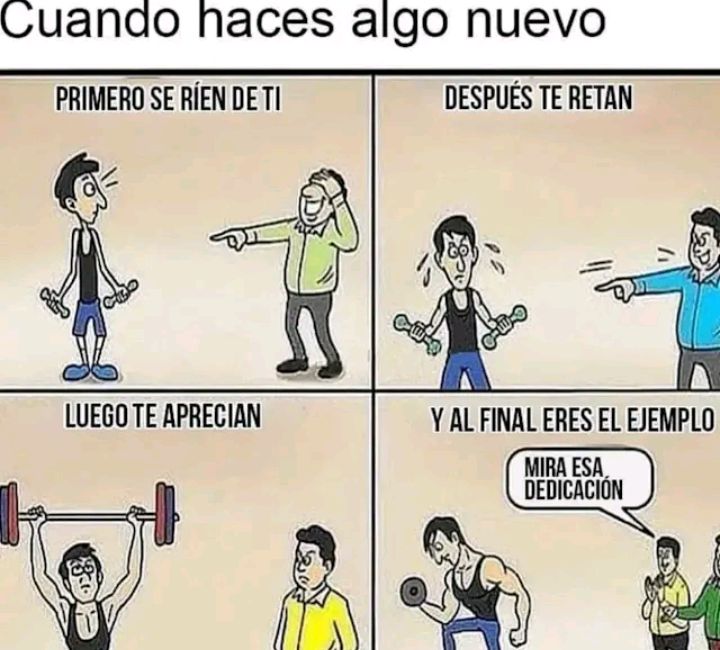 Cuando haces algo nuevo
PRIMERO SE RÍEN DE TI
DESPUÉS TE RETAN
LUEGO TE APRECIAN
Y AL FINAL ERES EL EJEMPLO
MIRA ESA
DEDICACIÓN